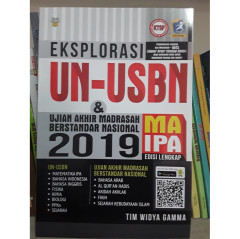 EKSPLORASI
UN-USBN
&
UJIAN AKHIR MADRASAH
BERSTANDAR NASIONAL
2019
MA
IPA
EDISI LENGKAP
UN-USBN
• MATEMATIKA IPA
• BAHASA INDONESIA
• BAHASA INGGRIS
• FISIKA
• KIMIA
• BIOLOGI
• PPKn
• SEJARAH
UJIAN AKHIR MADRASAH
BERSTANDAR NASIONAL
• BAHASA ARAB
• AL QUR'AN HADIS
• AKIDAH AKHLAK
• FIKIH
• SEJARAH KEBUDAYAAN ISLAM
TIM WIDYA GAMMA